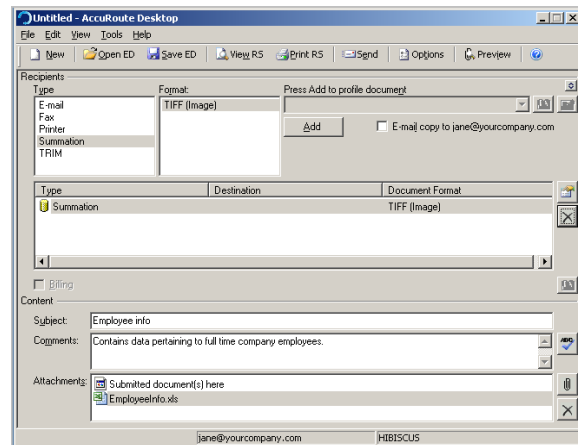 Untitled - AccuRoute Desktop
File Edit View Tools Help
New Open ED Save ED View RS Print RS Send Options Preview
Recipients
Type Format: Press Add to profile document
E-mail
Fax
Printer
Summation
TRIM
TIFF (Image)
Add E-mail copy to jane@yourcompany.com
Type Destination Document Format
Summation TIFF (Image)
Billing
Content
Subject: Employee info
Comments: Contains data pertaining to full time company employees.
Attachments: Submitted document(s) here
EmployeeInfo.xls
jane@yourcompany.com HIBISCUS